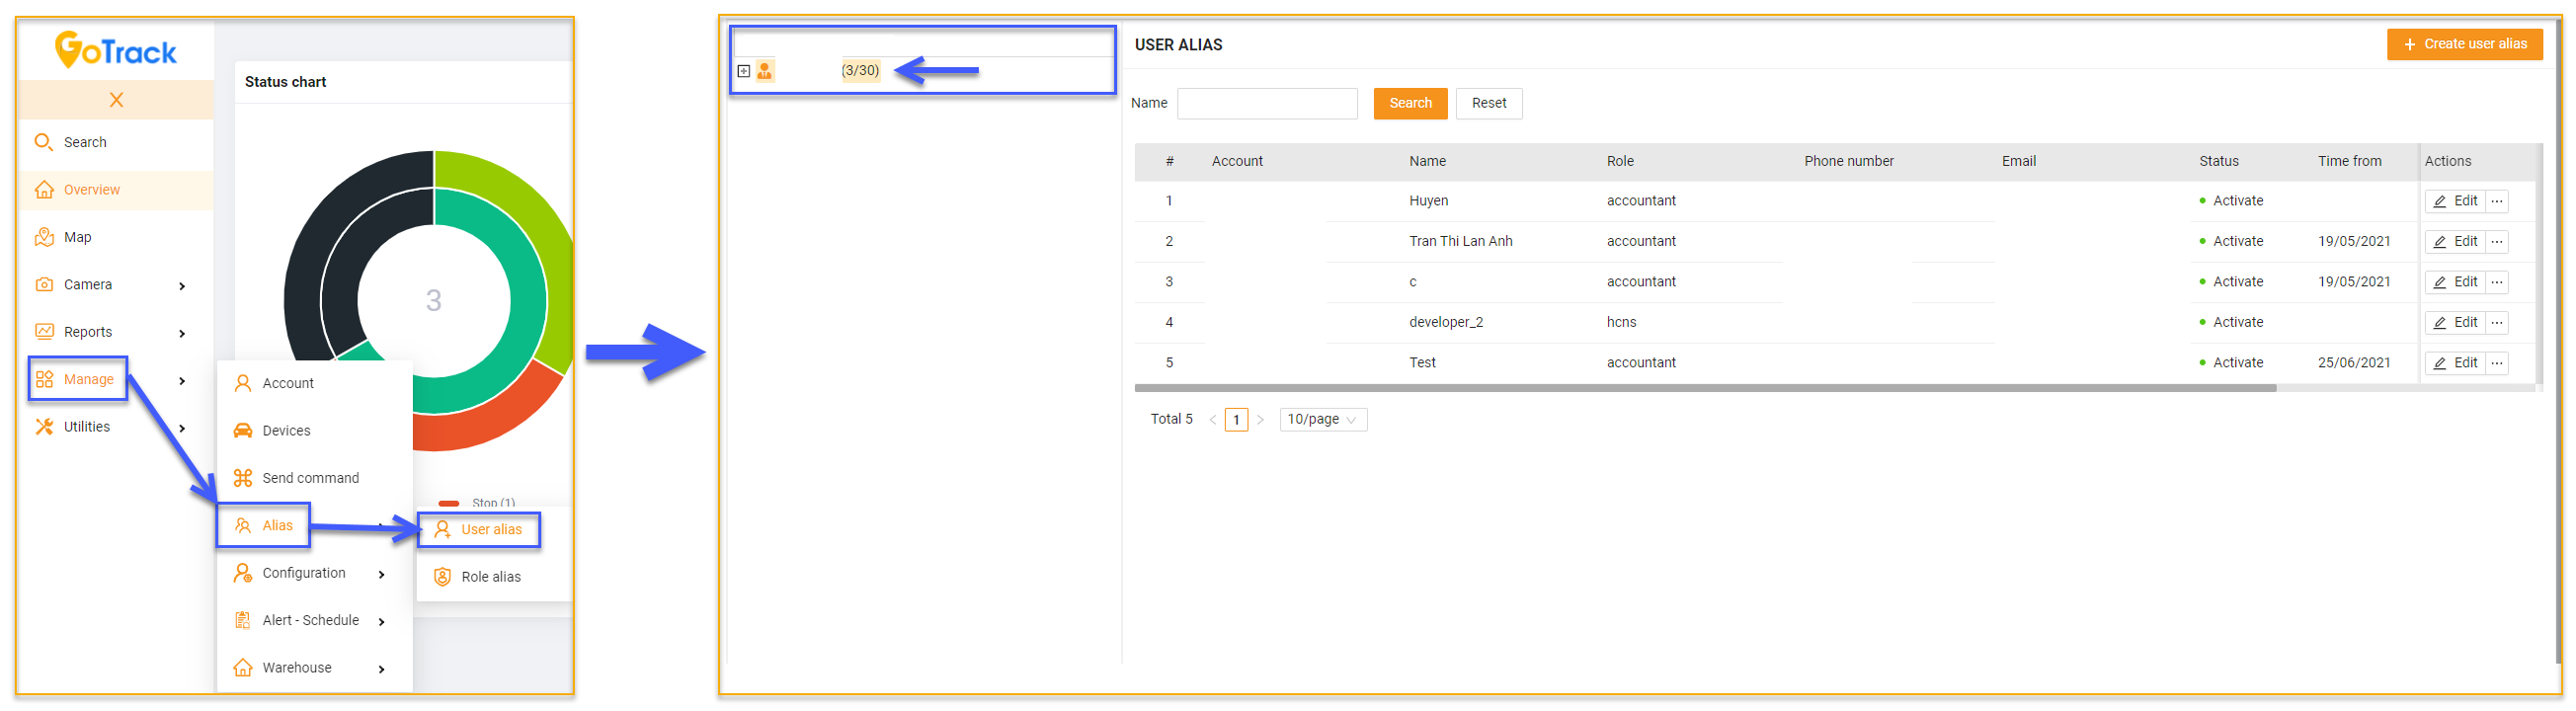 GoTrack
X
Search
Overview
Map
Camera
Reports
Manage
Utilities
Status chart
3
Stop (1)
Account
Devices
Send command
Alias
Configuration
Alert - Schedule
Warehouse
User alias
Role alias
(3/30)
USER ALIAS
+ Create user alias
Name Search Reset
# Account Name Role Phone number Email Status Time from Actions
1 Huyen accountant Activate Edit ...
2 Tran Thi Lan Anh accountant Activate 19/05/2021 Edit ...
3 c accountant Activate 19/05/2021 Edit ...
4 developer_2 hcns Activate Edit ...
5 Test accountant Activate 25/06/2021 Edit ...
Total 5 < 1 > 10/page